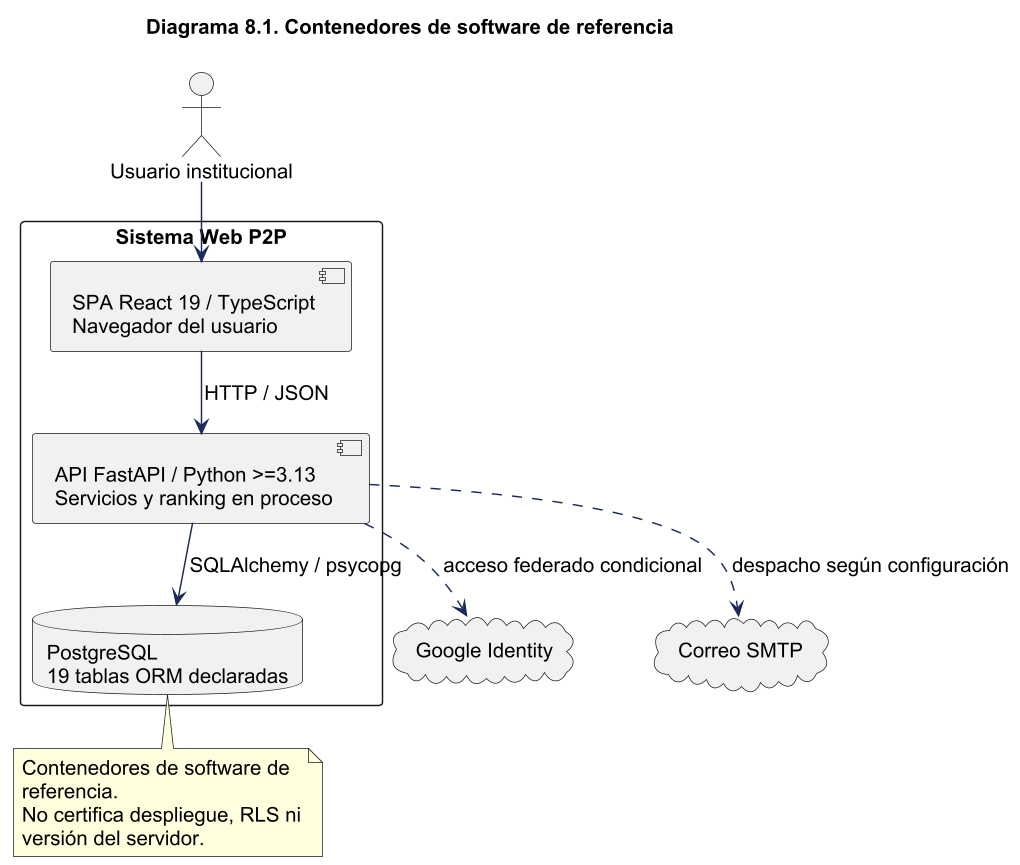 Diagrama 8.1. Contenedores de software de referencia
Usuario institucional
Sistema Web P2P
SPA React 19 / TypeScript
Navegador del usuario
HTTP / JSON
API FastAPI / Python >=3.13
Servicios y ranking en proceso
SQLAlchemy / psycopg
acceso federado condicional
despacho según configuración
PostgreSQL
19 tablas ORM declaradas
Google Identity
Correo SMTP
Contenedores de software de
referencia.
No certifica despliegue, RLS ni
versión del servidor.